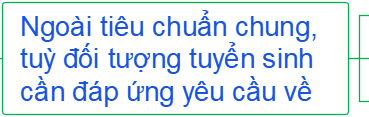 Ngoài tiêu chuẩn chung,
tuỳ đối tượng tuyển sinh
cần đáp ứng yêu cầu về